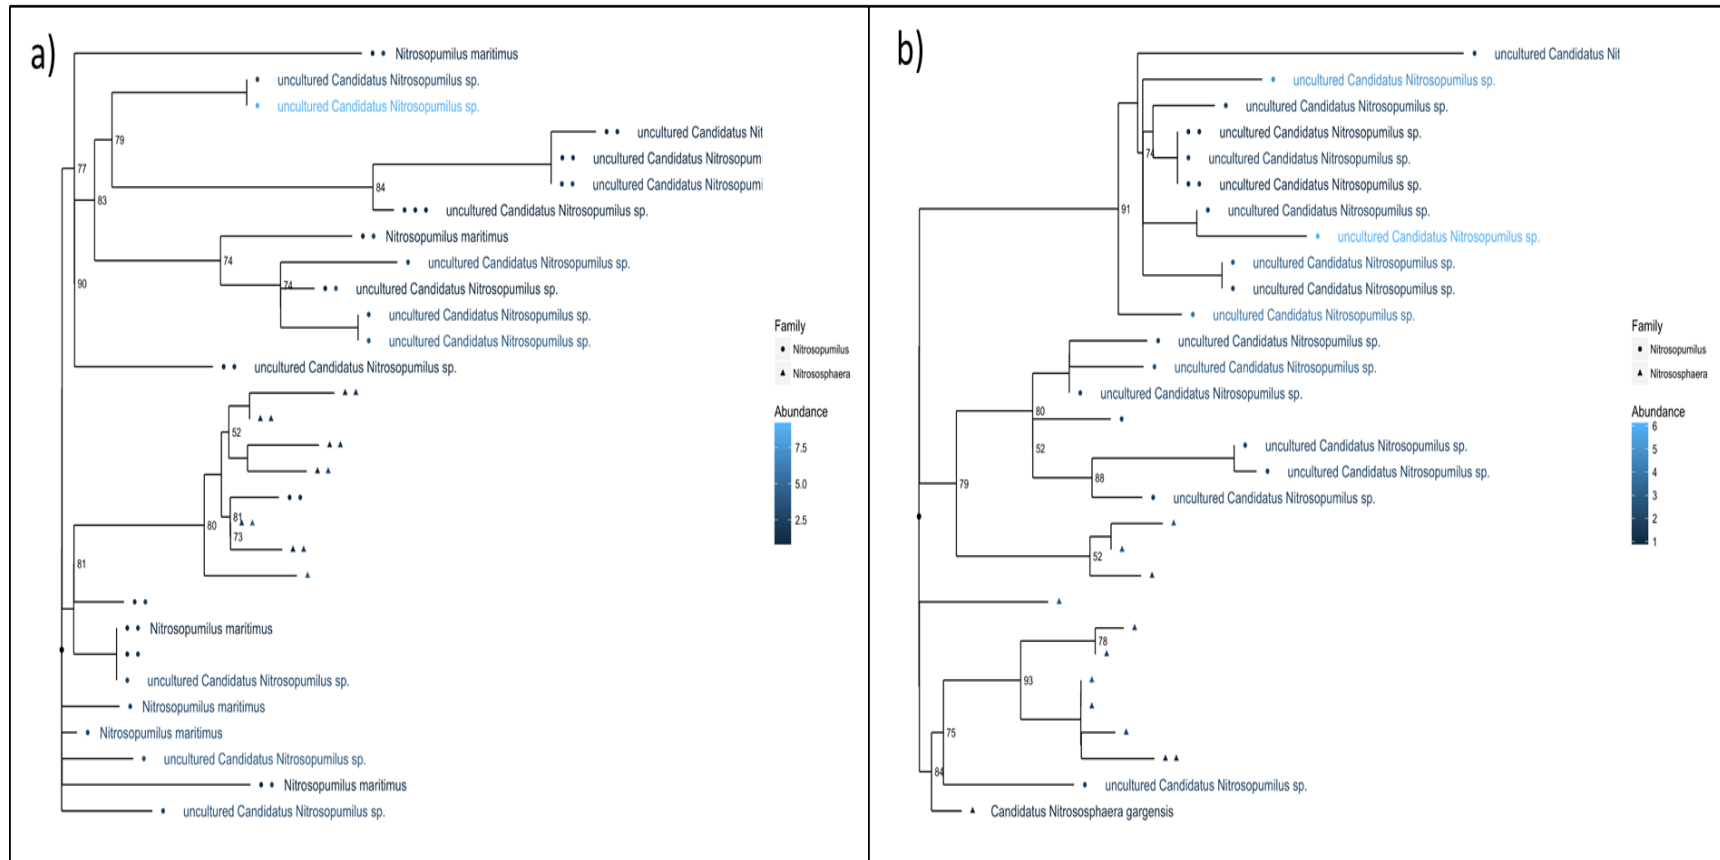 a)
Nitrosopumilus maritimus
uncultured Candidatus Nitrosopumilus sp.
uncultured Candidatus Nitrosopumilus sp.
79
uncultured Candidatus Nit
uncultured Candidatus Nitrosopum
77
84
uncultured Candidatus Nitrosopumi
83
uncultured Candidatus Nitrosopumilus sp.
Nitrosopumilus maritimus
74
uncultured Candidatus Nitrosopumilus sp.
90
74
uncultured Candidatus Nitrosopumilus sp.
uncultured Candidatus Nitrosopumilus sp.
uncultured Candidatus Nitrosopumilus sp.
uncultured Candidatus Nitrosopumilus sp.
52
80
81
73
81
Nitrosopumilus maritimus
uncultured Candidatus Nitrosopumilus sp.
Nitrosopumilus maritimus
Nitrosopumilus maritimus
uncultured Candidatus Nitrosopumilus sp.
Nitrosopumilus maritimus
uncultured Candidatus Nitrosopumilus sp.
Family
Nitrosopumilus
Nitrososphaera
Abundance
7.5
5.0
2.5
b)
uncultured Candidatus Nit
uncultured Candidatus Nitrosopumilus sp.
uncultured Candidatus Nitrosopumilus sp.
uncultured Candidatus Nitrosopumilus sp.
74
uncultured Candidatus Nitrosopumilus sp.
uncultured Candidatus Nitrosopumilus sp.
91
uncultured Candidatus Nitrosopumilus sp.
uncultured Candidatus Nitrosopumilus sp.
uncultured Candidatus Nitrosopumilus sp.
uncultured Candidatus Nitrosopumilus sp.
uncultured Candidatus Nitrosopumilus sp.
uncultured Candidatus Nitrosopumilus sp.
uncultured Candidatus Nitrosopumilus sp.
uncultured Candidatus Nitrosopumilus sp.
80
52
uncultured Candidatus Nitrosopumilus sp.
uncultured Candidatus Nitrosopumilus sp.
88
79
uncultured Candidatus Nitrosopumilus sp.
52
78
93
75
84
uncultured Candidatus Nitrosopumilus sp.
Candidatus Nitrososphaera gargensis
Family
Nitrosopumilus
Nitrososphaera
Abundance
6
5
4
3
2
1